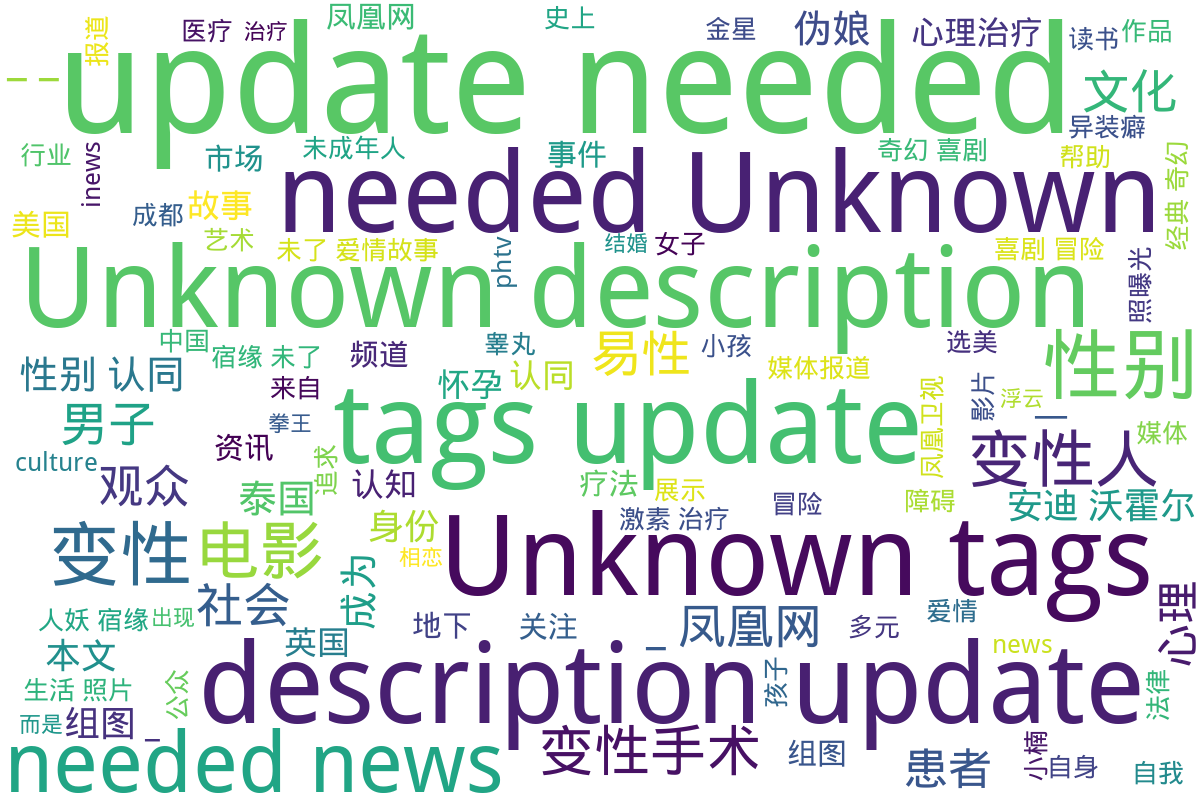 凤凰网
史上
医疗 治疗
报道
金星
伪娘
心理治疗
读书
作品
_ _
update needed
文化
异装癖
行业
市场
未成年人
事件
奇幻 喜剧
帮助
经典 奇幻
inews
needed Unknown
美国
成都
故事
艺术
未了 爱情故事
phtv
结婚
女子
喜剧 冒险
照曝光
Unknown description
中国
宿缘 未了
频道
睾丸
易性
小孩
选美
性别
性别 认同
来自
怀孕
认同
媒体报道
凤凰卫视
影片
浮云
_
男子
拳王
tags update
媒体
culture
资讯
追求
变性人
观众
泰国
认知
疗法
展示
冒险
障碍
安迪 沃霍尔
变性
电影
身份
激素 治疗
相恋
Unknown tags
社会
成为
人妖 宿缘
出现
地下
关注
_ 凤凰网
多元
爱情
心理
本文
英国
news
生活 照片
公众
description update
孩子
法律
而是
组图 _
变性手术
组图
患者
小楠
自身
自我
needed news